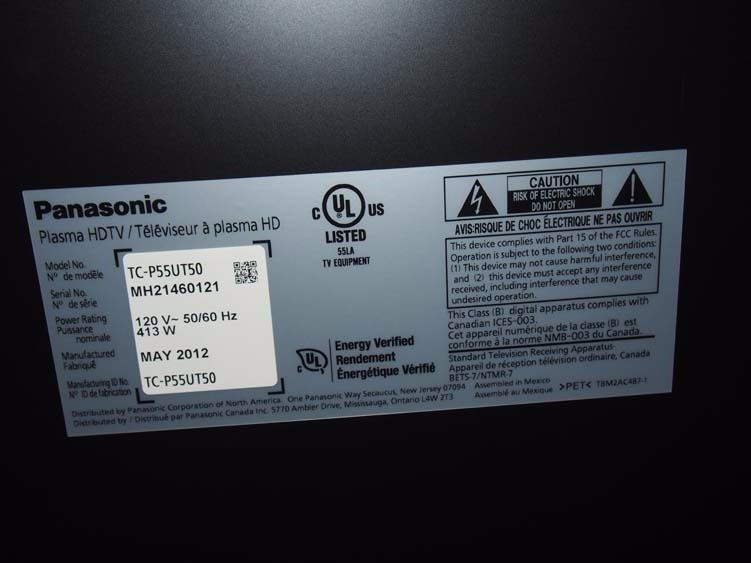 Panasonic
Plasma HDTV / Téléviseur à plasma HD
Model No.
Nº de modèle
TC-P55UT50
Serial No.
Nº de série
MH21460121
Power Rating
Puissance
nominale
120 V~ 50/60 Hz
413 W
Manufactured
Fabriqué
MAY 2012
Manufacturing ID No.
Nº ID de fabrication
TC-P55UT50
C UL US
LISTED
55LA
TV EQUIPMENT
C UL
Energy Verified
Rendement
Énergétique Vérifié
CAUTION
RISK OF ELECTRIC SHOCK
DO NOT OPEN
AVIS:RISQUE DE CHOC ÉLECTRIQUE NE PAS OUVRIR
This device complies with Part 15 of the FCC Rules.
Operation is subject to the following two conditions:
(1) This device may not cause harmful interference,
and (2) this device must accept any interference
received, including interference that may cause
undesired operation.
This Class (B) digital apparatus complies with
Canadian ICES-003.
Cet appareil numérique de la classe (B) est
conforme à la norme NMB-003 du Canada.
Standard Television Receiving Apparatus-
Appareil de réception télévision ordinaire, Canada
BETS-7/NTMR-7
Assembled in Mexico
Assemblé au Mexique
>PET< TBM2AC487-1
Distributed by Panasonic Corporation of North America. One Panasonic Way Secaucus, New Jersey 07094
Distributed by / Distribué par Panasonic Canada Inc. 5770 Ambler Drive, Mississauga, Ontario L4W 2T3